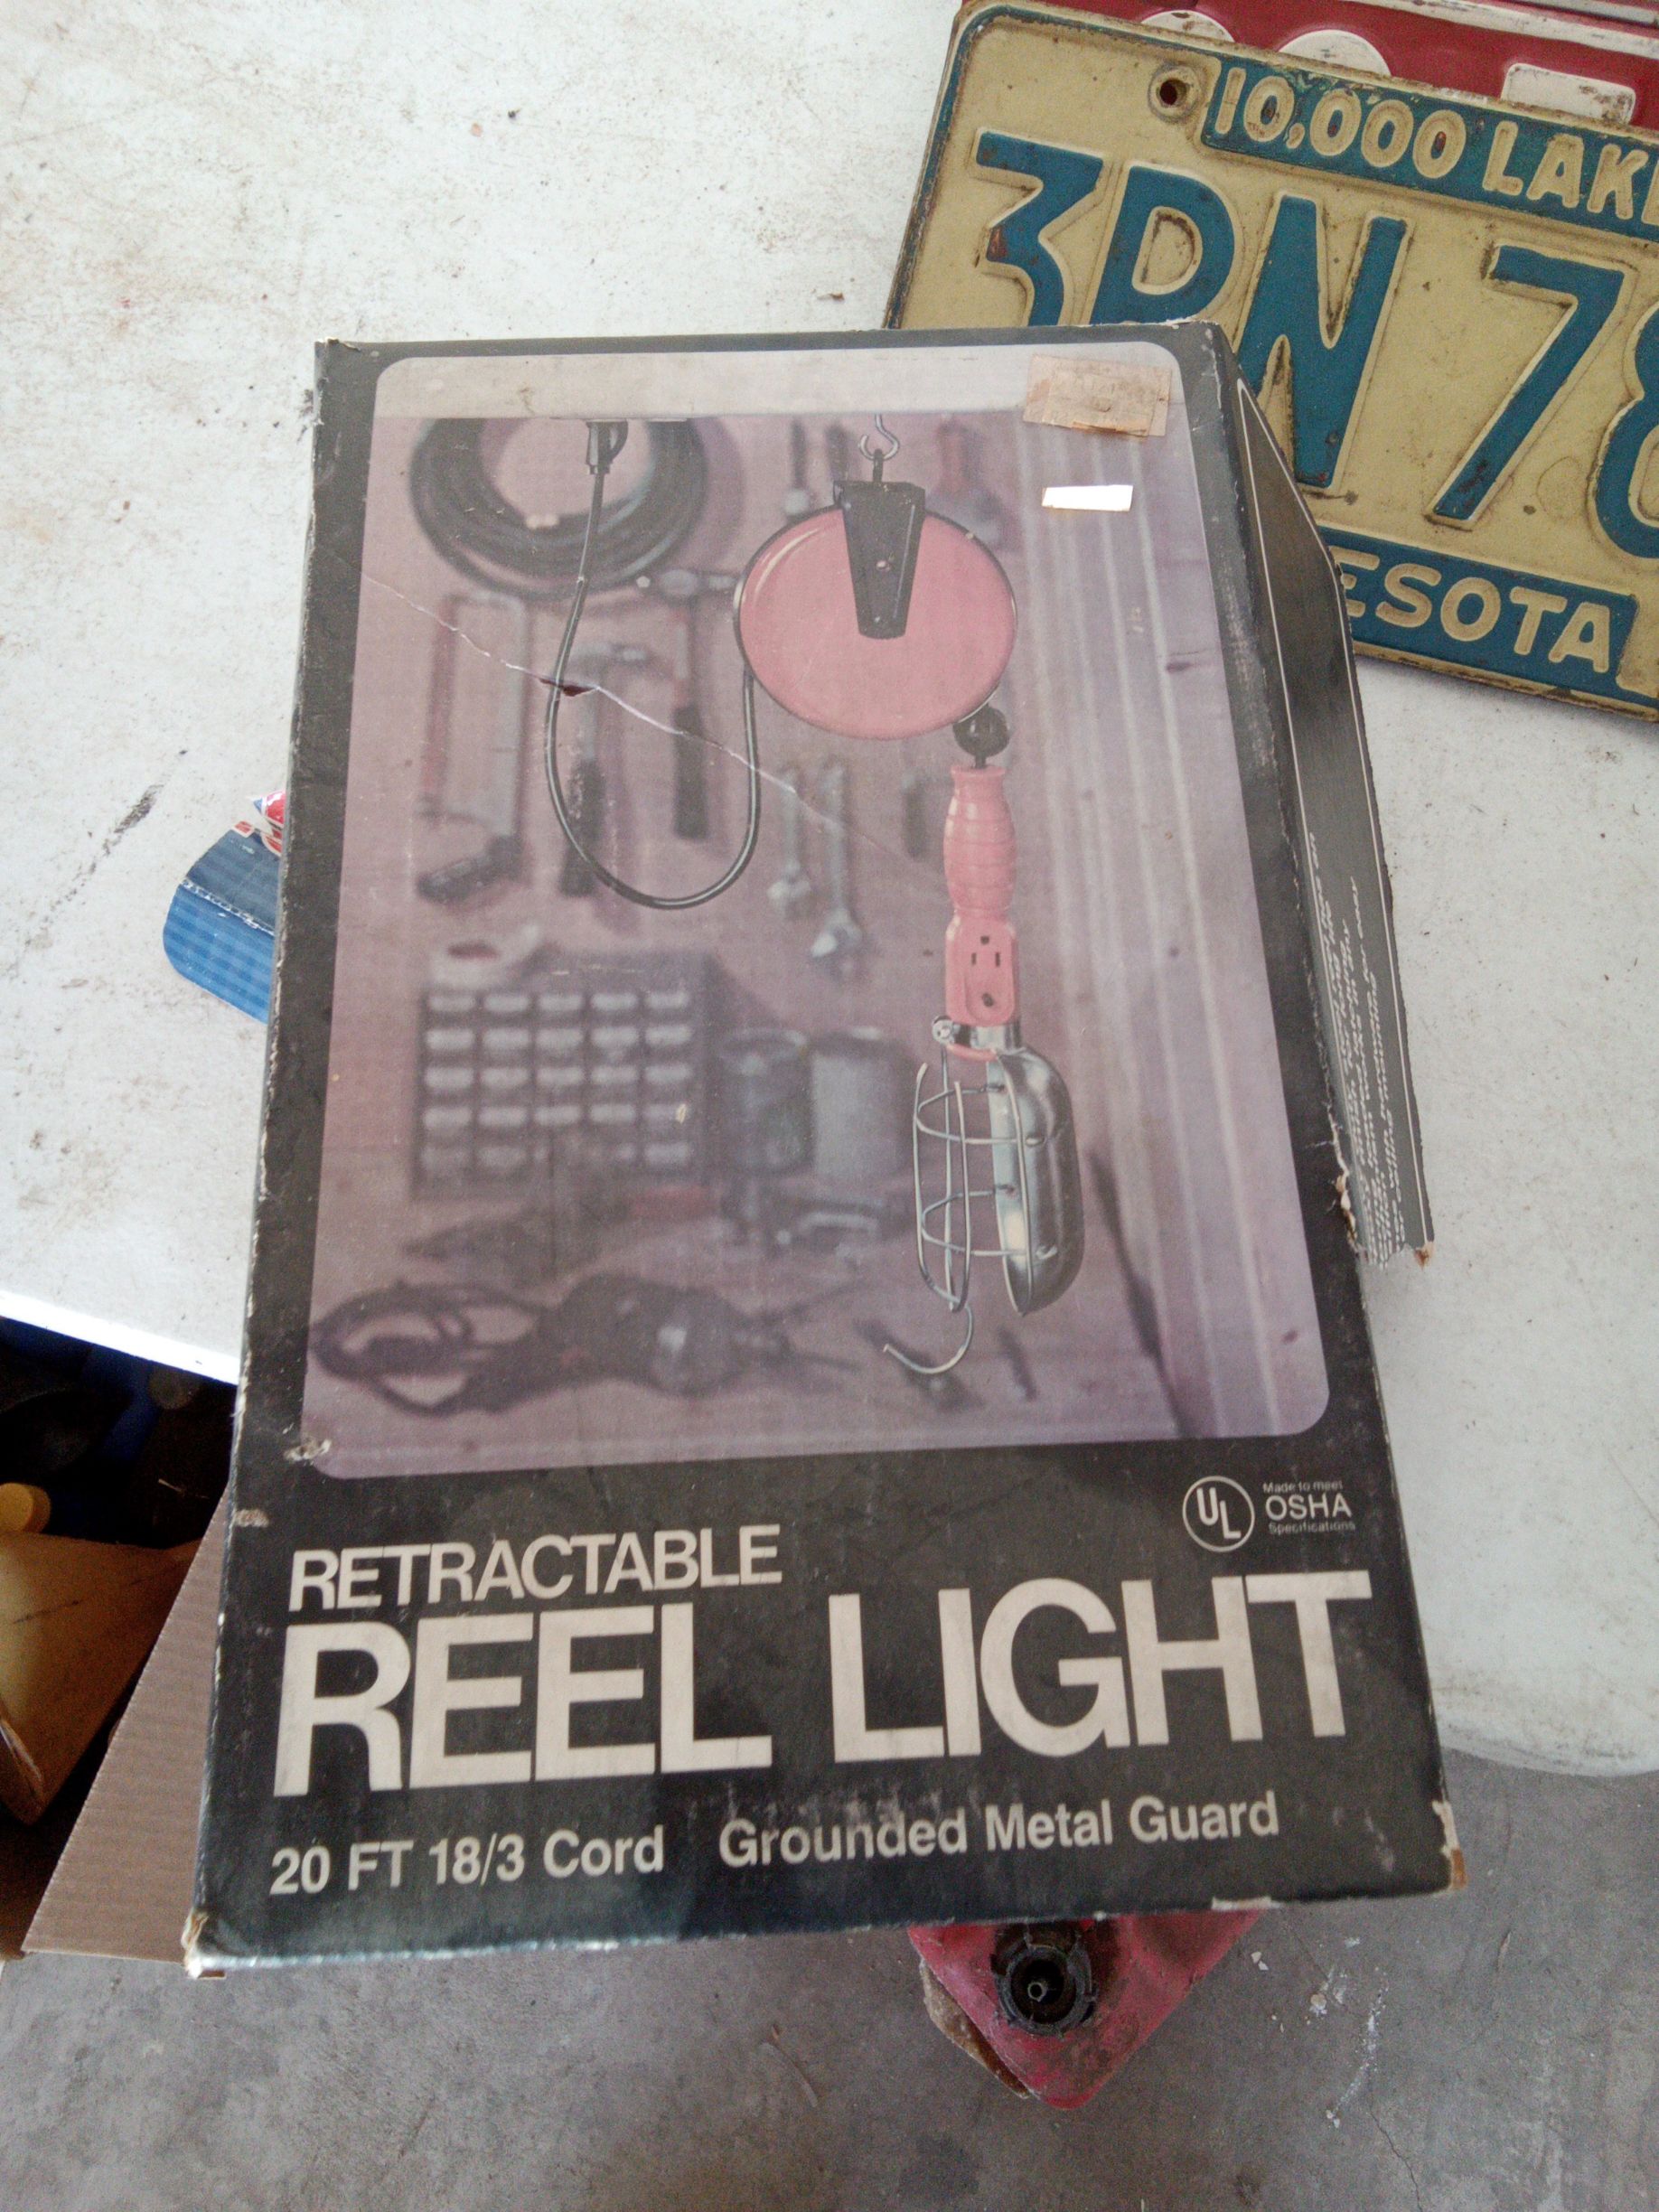 10,000 LAK
3PN 78
ESOTA
UL
Made to meet
OSHA
Specifications
RETRACTABLE
REEL LIGHT
20 FT 18/3 Cord Grounded Metal Guard